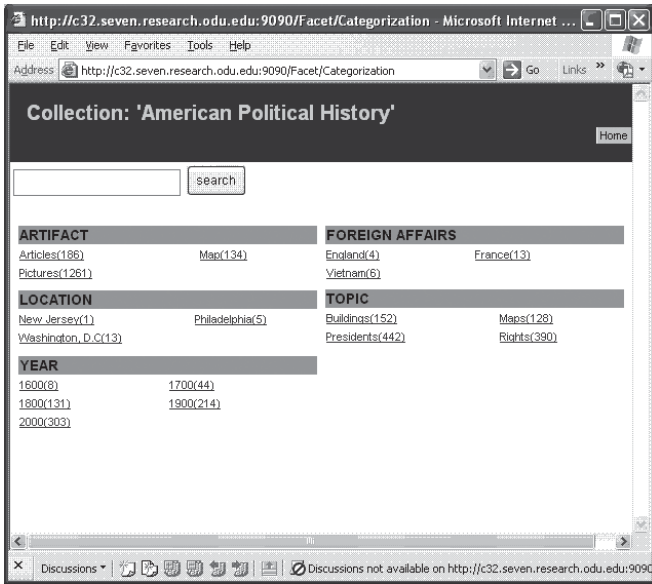 http://c32.seven.research.odu.edu:9090/Facet/Categorization - Microsoft Internet ...
File Edit View Favorites Tools Help
Address http://c32.seven.research.odu.edu:9090/Facet/Categorization Go Links »
Collection: 'American Political History'
Home
search
ARTIFACT
Articles(186) Map(134)
Pictures(1261)
FOREIGN AFFAIRS
England(4) France(13)
Vietnam(6)
LOCATION
New Jersey(1) Philadelphia(5)
Washington, D.C(13)
TOPIC
Buildings(152) Maps(128)
Presidents(442) Rights(390)
YEAR
1600(8) 1700(44)
1800(131) 1900(214)
2000(303)
Discussions Discussions not available on http://c32.seven.research.odu.edu:9090